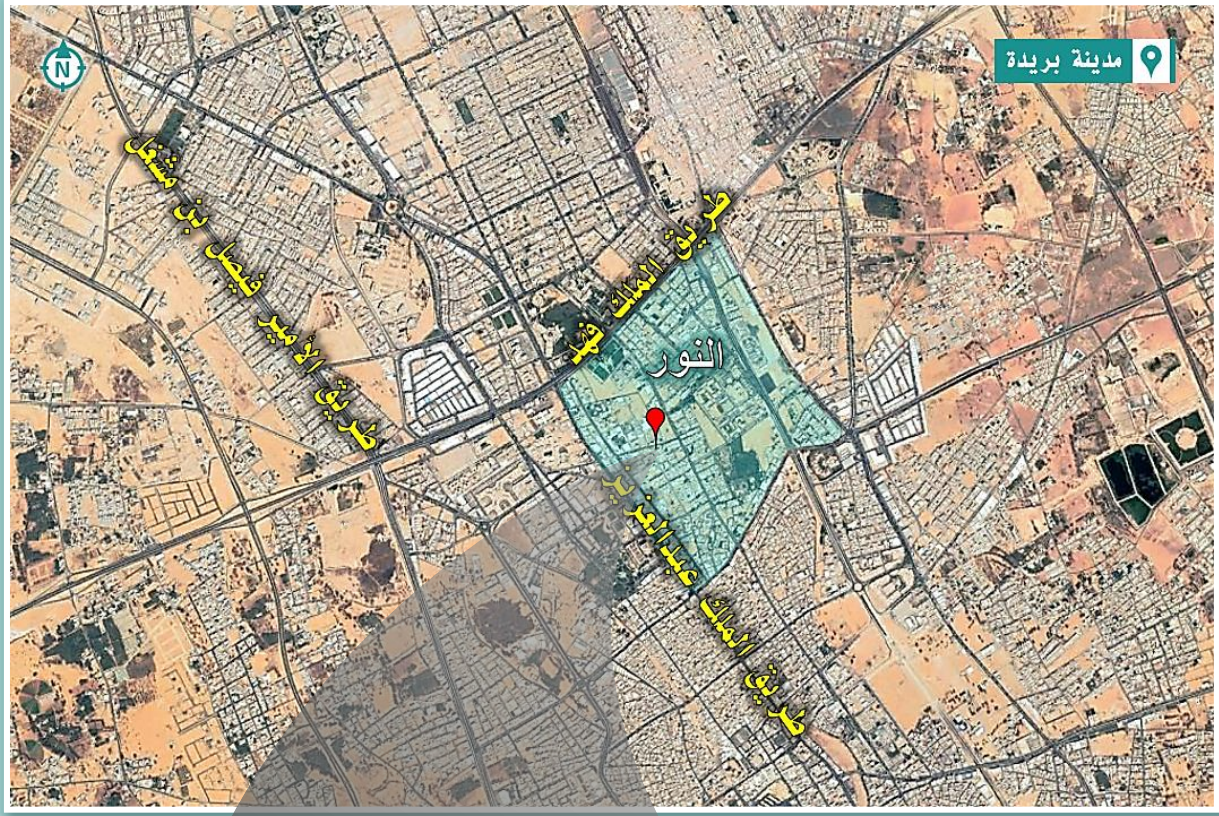 N
مدينة بريدة
طريق الأمير فيصل بن مشعل
طريق الملك فهد
النور
طريق الملك عبدالعزيز